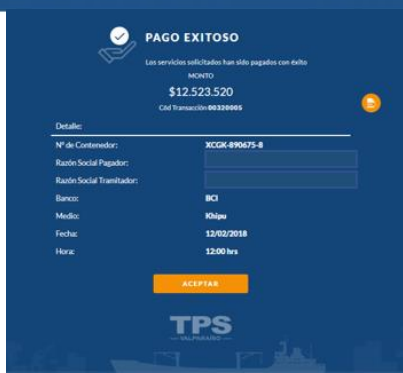 PAGO EXITOSO
Los servicios solicitados han sido pagados con éxito
MONTO
$12.523.520
Cód Transacción 00320005
Detalle:
N° de Contenedor: XCGK-890675-8
Razón Social Pagador:
Razón Social Tramitador:
Banco: BCI
Medio: Khipu
Fecha: 12/02/2018
Hora: 12:00 hrs
ACEPTAR
TPS
VALPARAÍSO